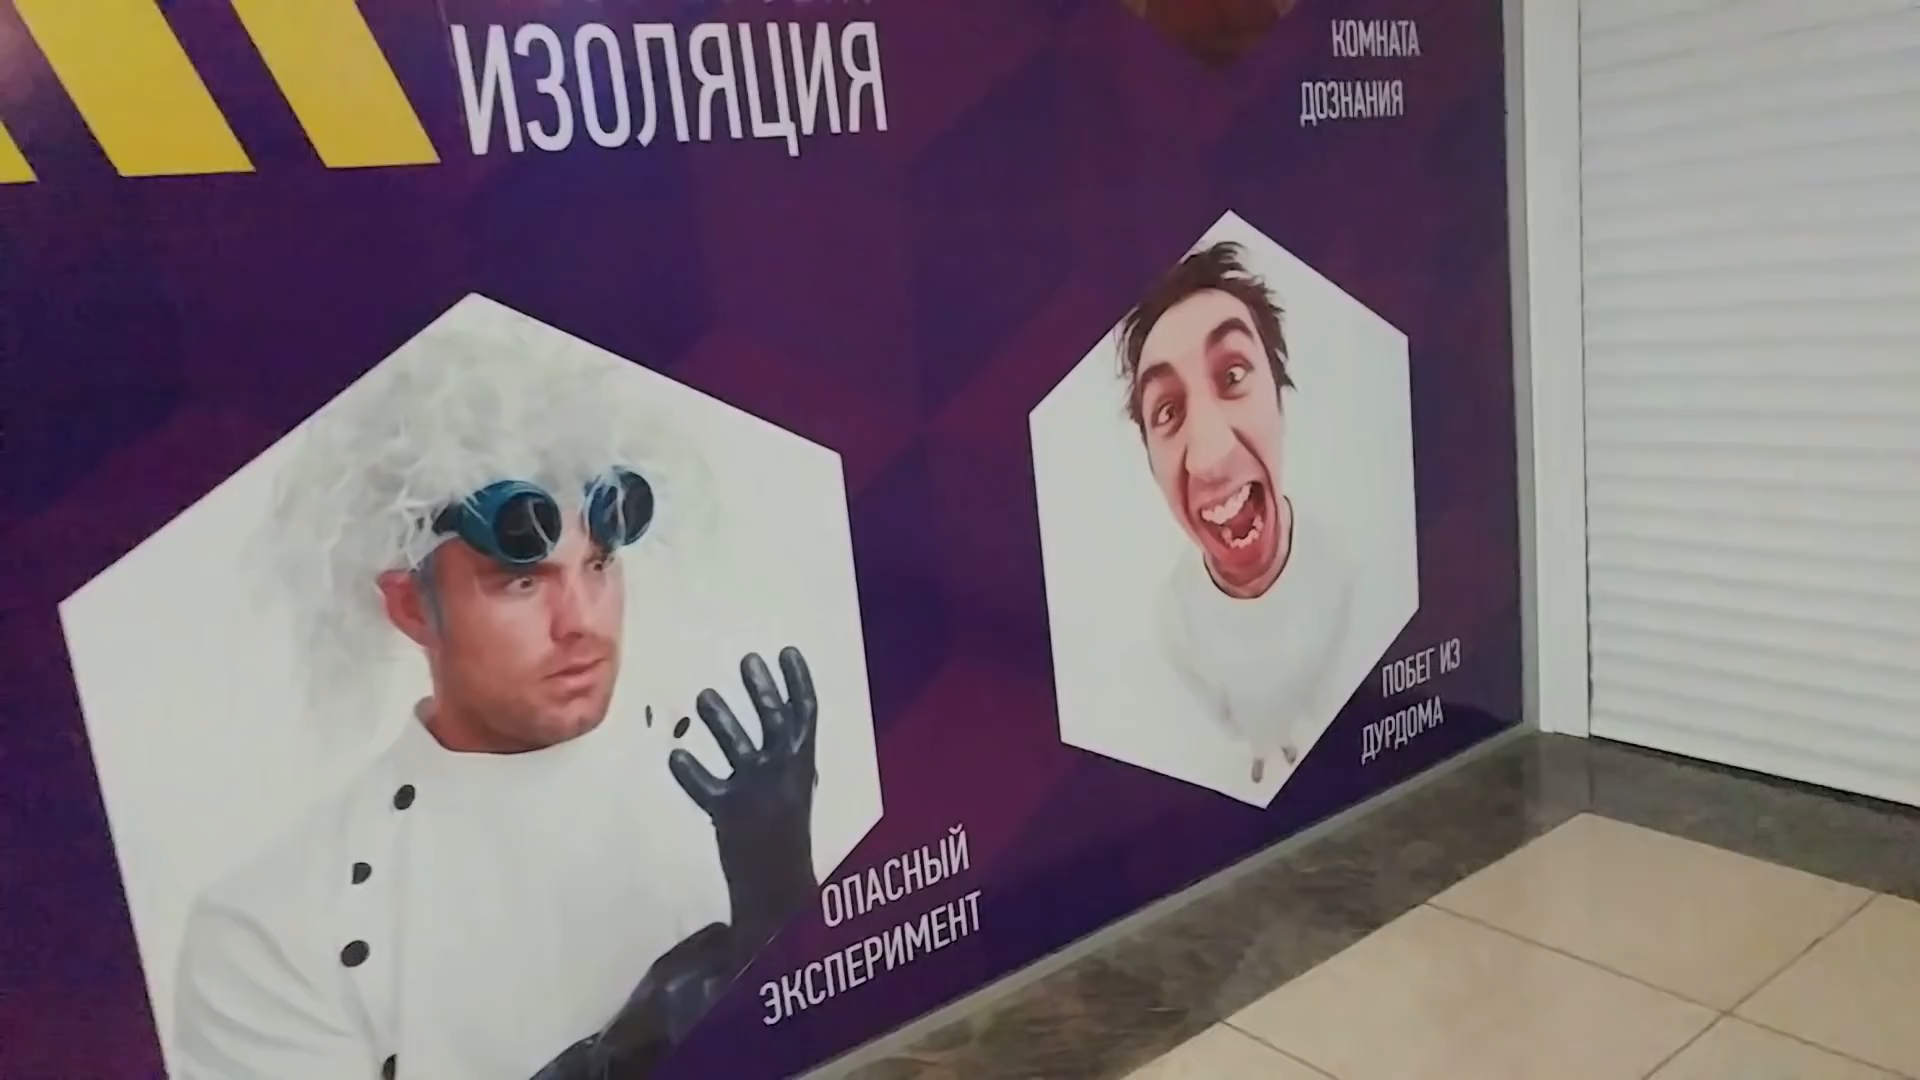 ИЗОЛЯЦИЯ
КОМНАТА
ДОЗНАНИЯ
ПОБЕГ ИЗ
ДУРДОМА
ОПАСНЫЙ
ЭКСПЕРИМЕНТ